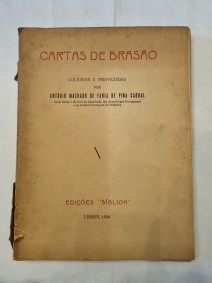 CARTAS DE BRASÃO
COLIGIDAS E PREFACIADAS
POR
ANTÓNIO MACHADO DE FARIA DE PINA CABRAL
EDIÇÕES "BÍBLION"
LISBOA,